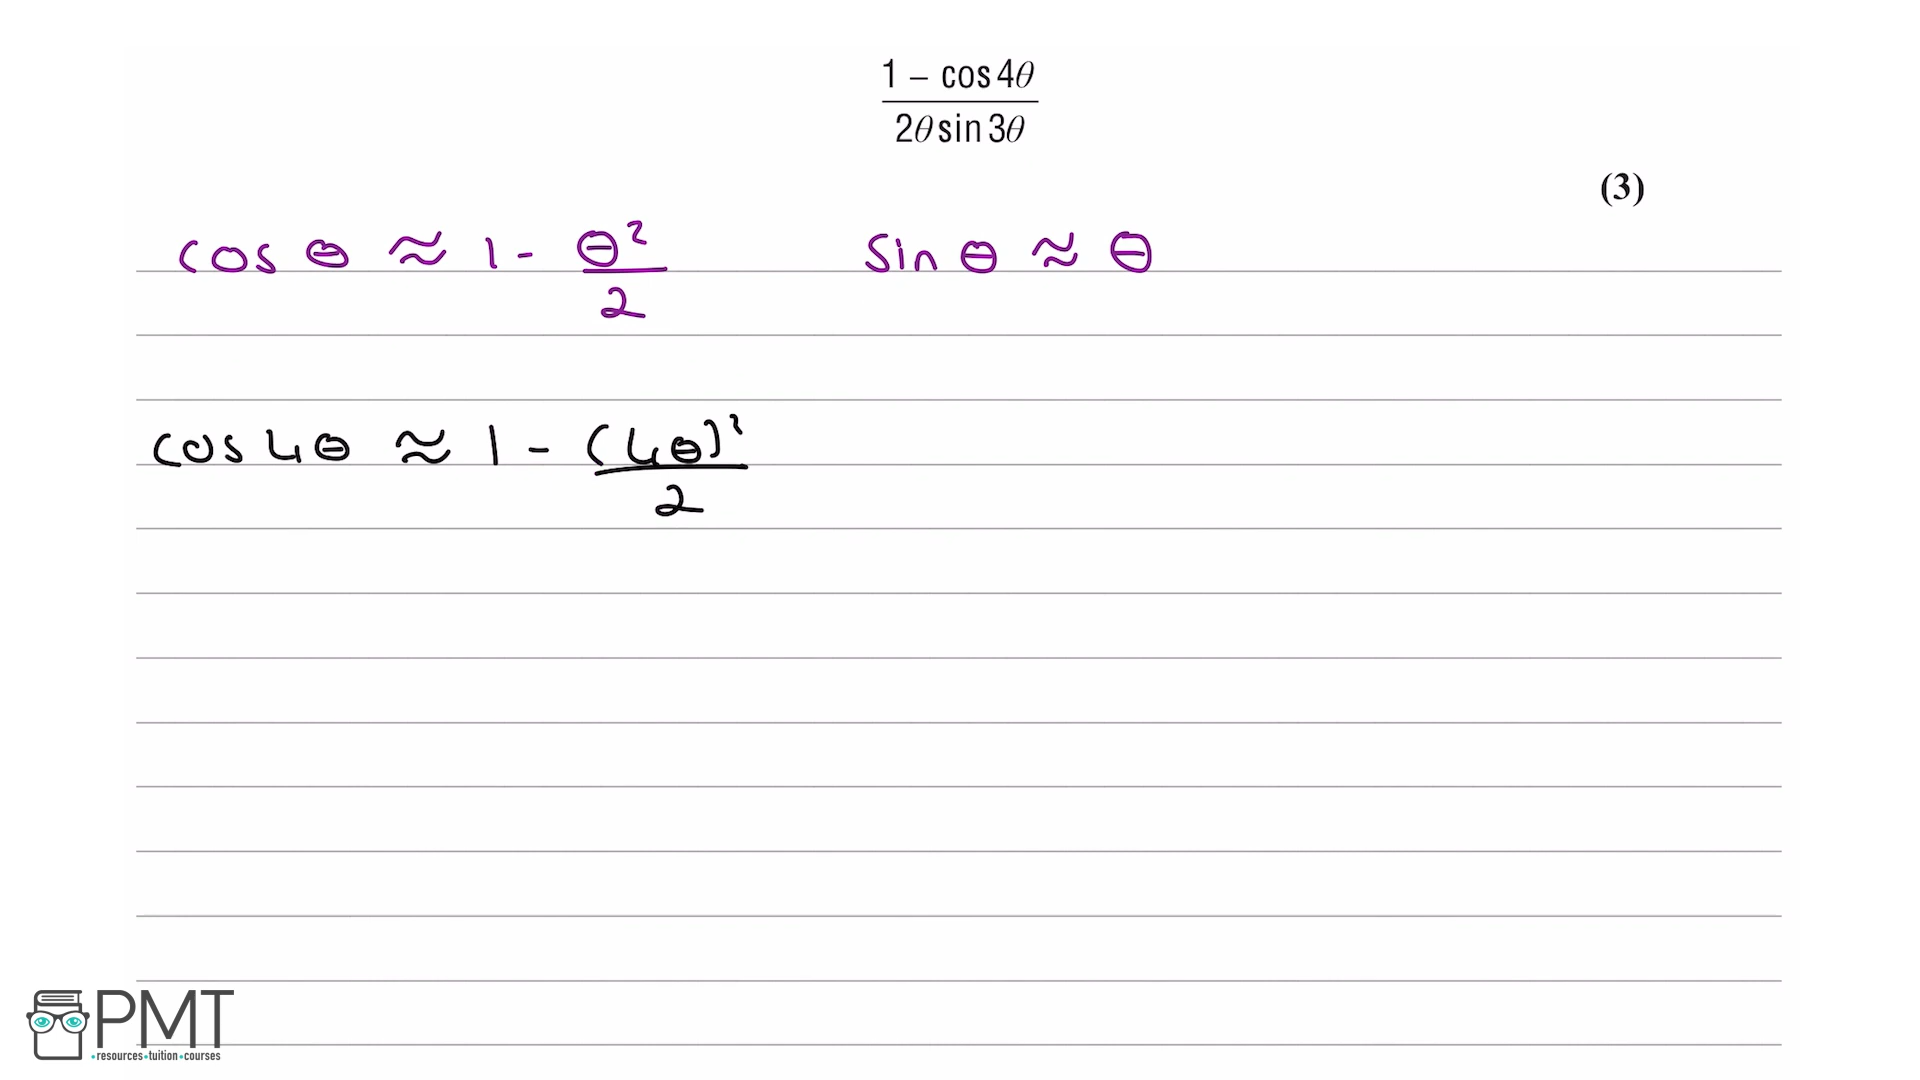 1 − cos 4θ
2θ sin 3θ
(3)
cos θ ≈ 1 - θ²/2    sin θ ≈ θ
cos 4θ ≈ 1 - (4θ)²/2
PMT
•resources•tuition•courses